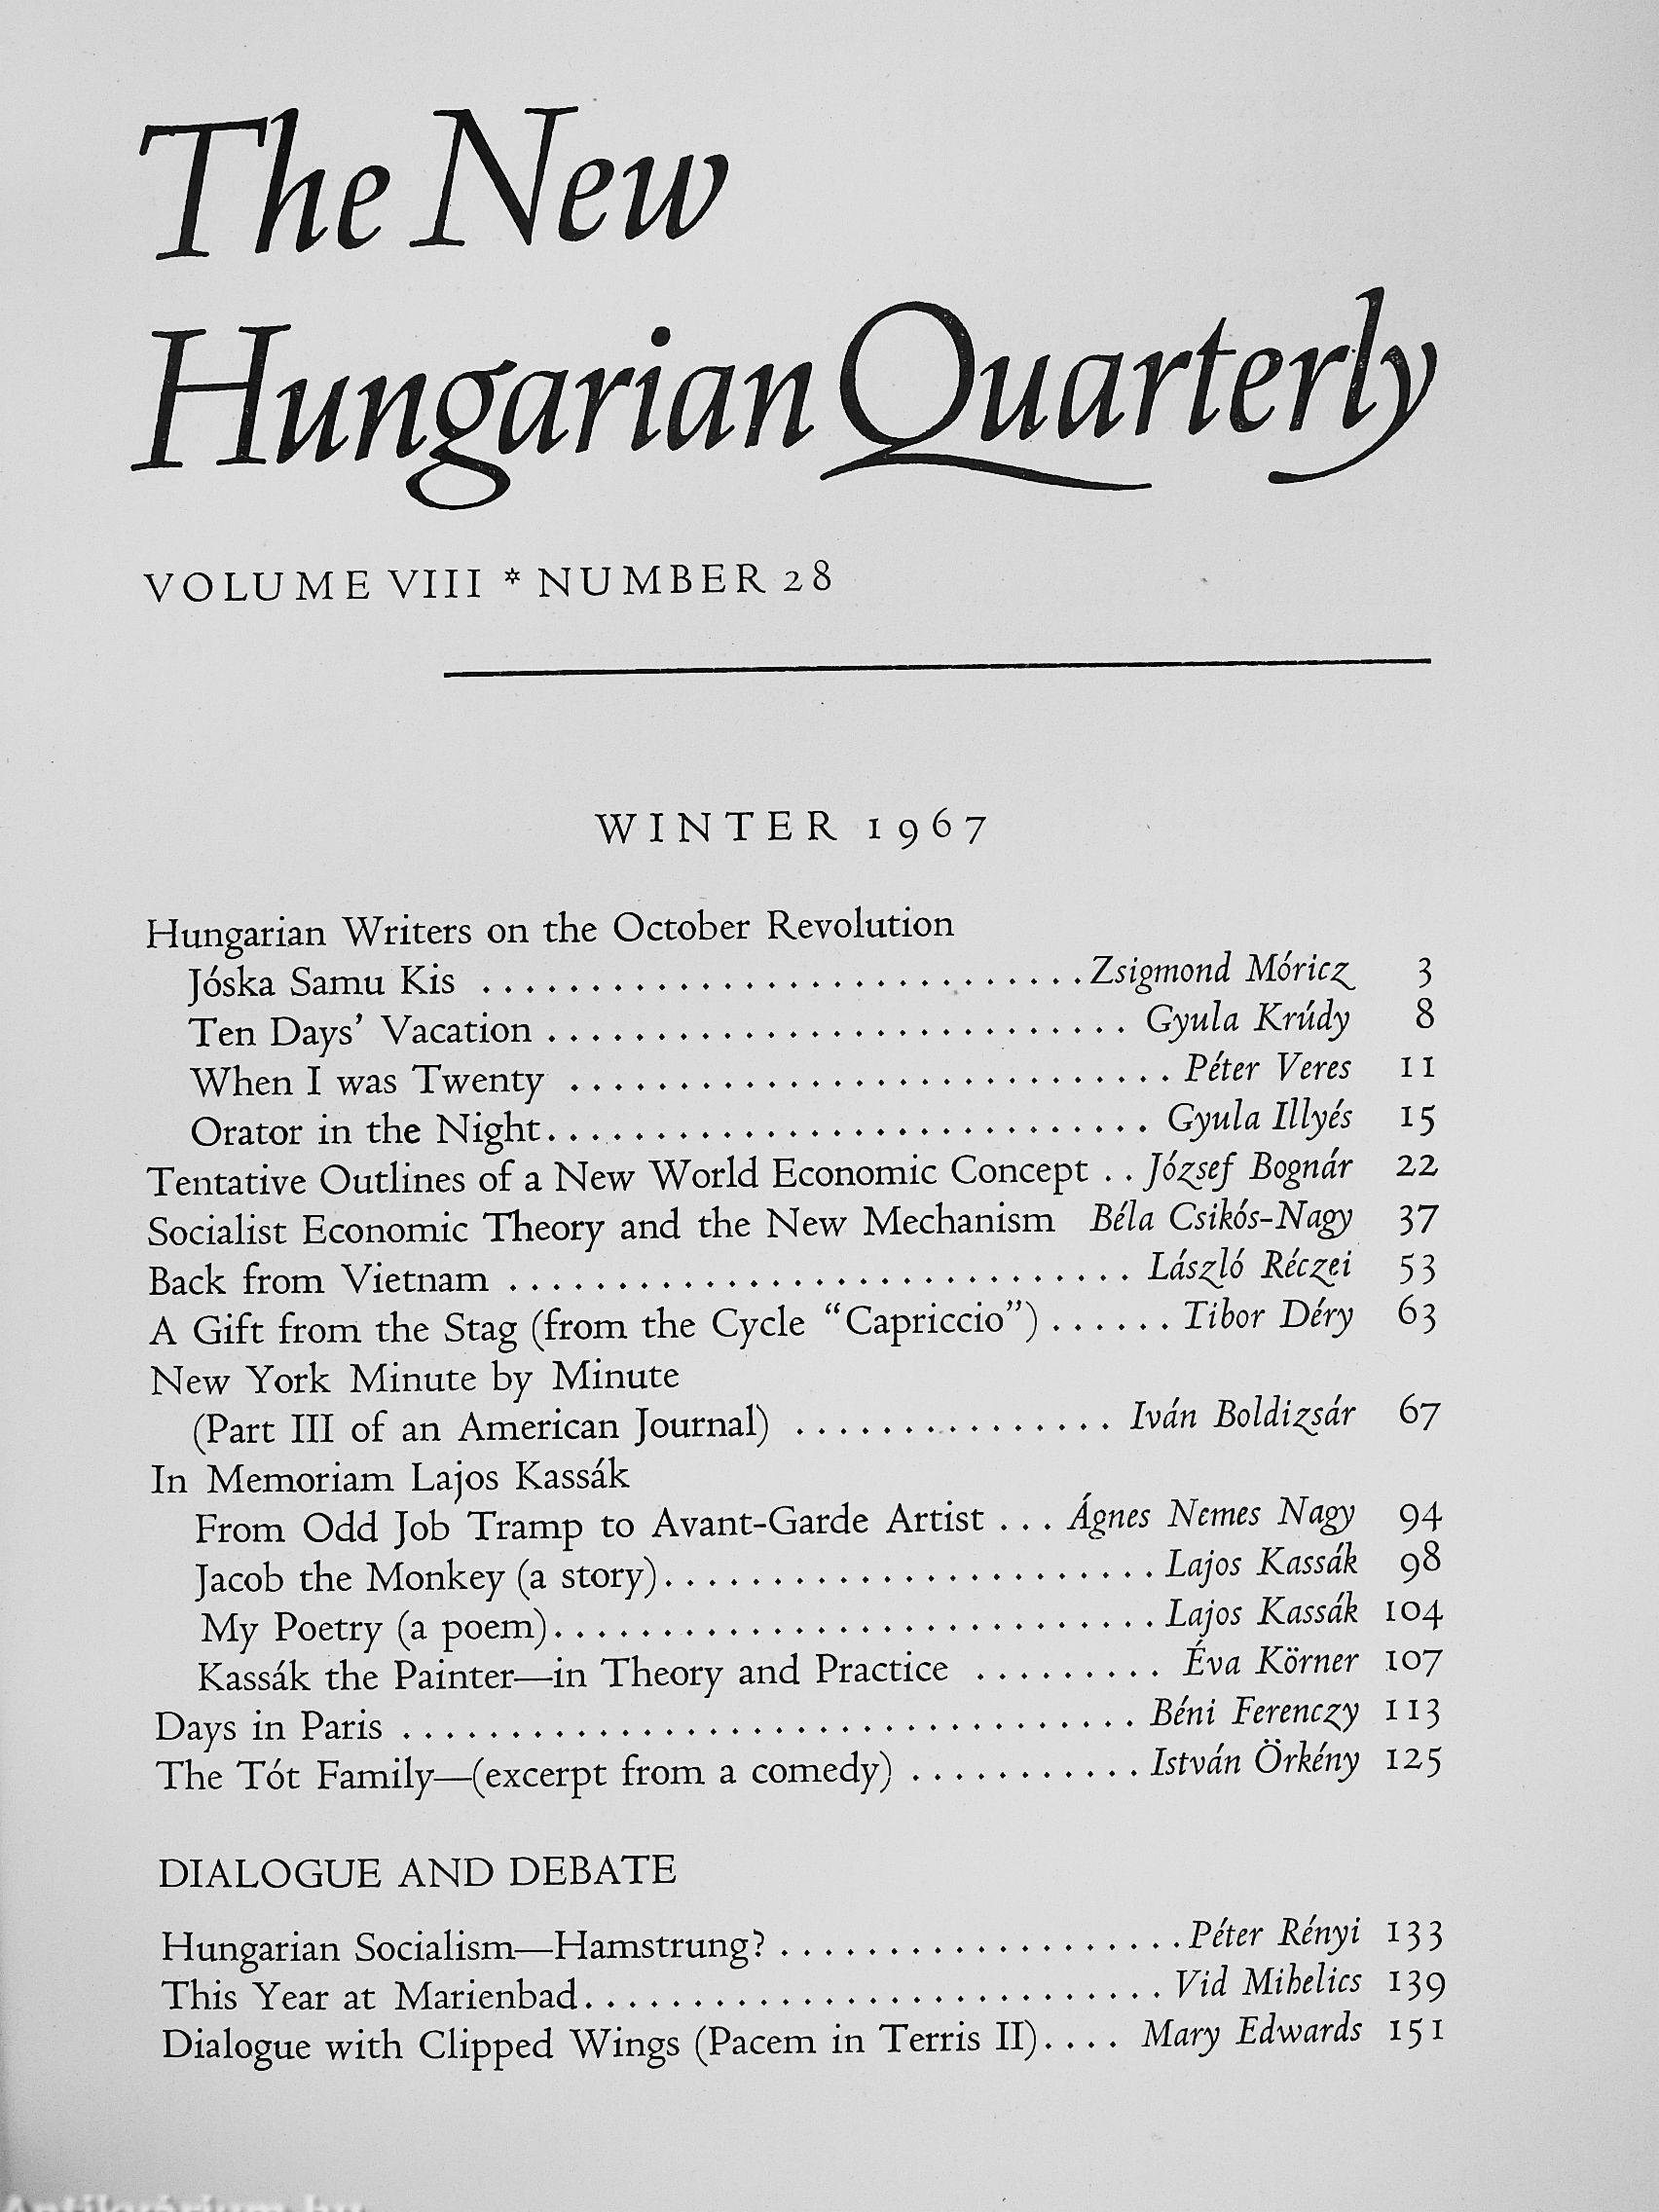 The New
Hungarian Quarterly
VOLUME VIII * NUMBER 28
WINTER 1967
Hungarian Writers on the October Revolution
Jóska Samu Kis ............................Zsigmond Móricz 3
Ten Days’ Vacation ........................... Gyula Krúdy 8
When I was Twenty ............................ Péter Veres 11
Orator in the Night............................ Gyula Illyés 15
Tentative Outlines of a New World Economic Concept .. József Bognár 22
Socialist Economic Theory and the New Mechanism Béla Csikós-Nagy 37
Back from Vietnam ............................. László Réczei 53
A Gift from the Stag (from the Cycle “Capriccio”) ...... Tibor Déry 63
New York Minute by Minute
(Part III of an American Journal) ............... Iván Boldizsár 67
In Memoriam Lajos Kassák
From Odd Job Tramp to Avant-Garde Artist ... Ágnes Nemes Nagy 94
Jacob the Monkey (a story)....................... Lajos Kassák 98
My Poetry (a poem)............................ Lajos Kassák 104
Kassák the Painter—in Theory and Practice ......... Éva Körner 107
Days in Paris .................................. Béni Ferenczy 113
The Tót Family—(excerpt from a comedy) ........... István Örkény 125
DIALOGUE AND DEBATE
Hungarian Socialism—Hamstrung? ...................Péter Rényi 133
This Year at Marienbad........................... Vid Mihelics 139
Dialogue with Clipped Wings (Pacem in Terris II).... Mary Edwards 151
Antikvárium.hu